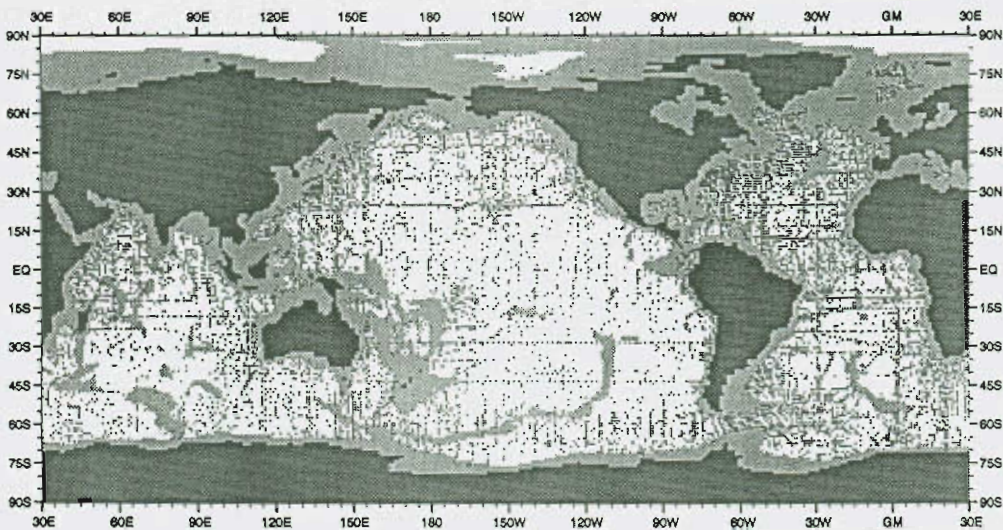 30E 60E 90E 120E 150E 180 150W 120W 90W 60W 30W GM 30E
90N 90N
75N 75N
60N 60N
45N 45N
30N 30N
15N 15N
EQ EQ
15S 15S
30S 30S
45S 45S
60S 60S
75S 75S
90S 90S
30E 60E 90E 120E 150E 180 150W 120W 90W 60W 30W GM 30E